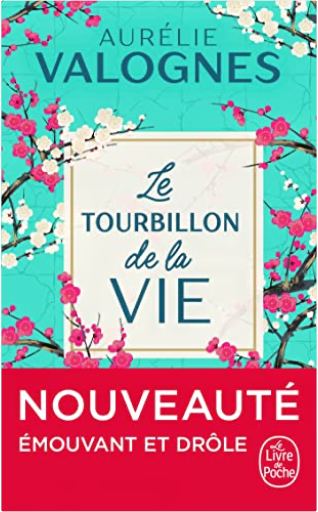 AURÉLIE
VALOGNES
Le
TOURBILLON
de la
VIE
NOUVEAUTÉ
ÉMOUVANT ET DRÔLE
Le
Livre
de
Poche